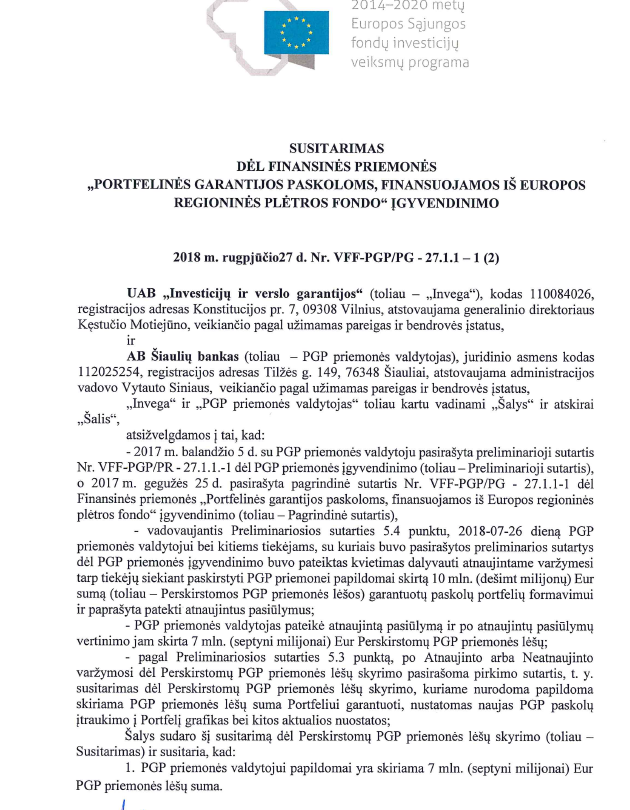 2014–2020 metų
Europos Sąjungos
fondų investicijų
veiksmų programa
SUSITARIMAS
DĖL FINANSINĖS PRIEMONĖS
„PORTFELINĖS GARANTIJOS PASKOLOMS, FINANSUOJAMOS IŠ EUROPOS
REGIONINĖS PLĖTROS FONDO“ ĮGYVENDINIMO
2018 m. rugpjūčio27 d. Nr. VFF-PGP/PG - 27.1.1 – 1 (2)
UAB „Investicijų ir verslo garantijos“ (toliau – „Invega“), kodas 110084026,
registracijos adresas Konstitucijos pr. 7, 09308 Vilnius, atstovaujama generalinio direktoriaus
Kęstučio Motiejūno, veikiančio pagal užimamas pareigas ir bendrovės įstatus,
ir
AB Šiaulių bankas (toliau – PGP priemonės valdytojas), juridinio asmens kodas
112025254, registracijos adresas Tilžės g. 149, 76348 Šiauliai, atstovaujama administracijos
vadovo Vytauto Siniaus, veikiančio pagal užimamas pareigas ir bendrovės įstatus,
„Invega“ ir „PGP priemonės valdytojas“ toliau kartu vadinami „Šalys“ ir atskirai
„Šalis“,
atsižvelgdamos į tai, kad:
- 2017 m. balandžio 5 d. su PGP priemonės valdytoju pasirašyta preliminarioji sutartis
Nr. VFF-PGP/PR - 27.1.1.-1 dėl PGP priemonės įgyvendinimo (toliau – Preliminarioji sutartis),
o 2017 m. gegužės 25 d. pasirašyta pagrindinė sutartis Nr. VFF-PGP/PG - 27.1.1-1 dėl
Finansinės priemonės „Portfelinės garantijos paskoloms, finansuojamos iš Europos regioninės
plėtros fondo“ įgyvendinimo (toliau – Pagrindinė sutartis),
- vadovaujantis Preliminariosios sutarties 5.4 punktu, 2018-07-26 dieną PGP
priemonės valdytojui bei kitiems tiekėjams, su kuriais buvo pasirašytos preliminarios sutartys
dėl PGP priemonės įgyvendinimo buvo pateiktas kvietimas dalyvauti atnaujintame varžymesi
tarp tiekėjų siekiant paskirstyti PGP priemonei papildomai skirtą 10 mln. (dešimt milijonų) Eur
sumą (toliau – Perskirstomos PGP priemonės lėšos) garantuotų paskolų portfelių formavimui
ir paprašyta patekti atnaujintus pasiūlymus;
- PGP priemonės valdytojas pateikė atnaujintą pasiūlymą ir po atnaujintų pasiūlymų
vertinimo jam skirta 7 mln. (septyni milijonai) Eur Perskirstomų PGP priemonės lėšų;
- pagal Preliminariosios sutarties 5.3 punktą, po Atnaujinto arba Neatnaujinto
varžymosi dėl Perskirstomų PGP priemonės lėšų skyrimo pasirašoma pirkimo sutartis, t. y.
susitarimas dėl Perskirstomų PGP priemonės lėšų skyrimo, kuriame nurodoma papildoma
skiriama PGP priemonės lėšų suma Portfeliui garantuoti, nustatomas naujas PGP paskolų
įtraukimo į Portfelį grafikas bei kitos aktualios nuostatos;
Šalys sudaro šį susitarimą dėl Perskirstomų PGP priemonės lėšų skyrimo (toliau –
Susitarimas) ir susitaria, kad:
1. PGP priemonės valdytojui papildomai yra skiriama 7 mln. (septyni milijonai) Eur
PGP priemonės lėšų suma.